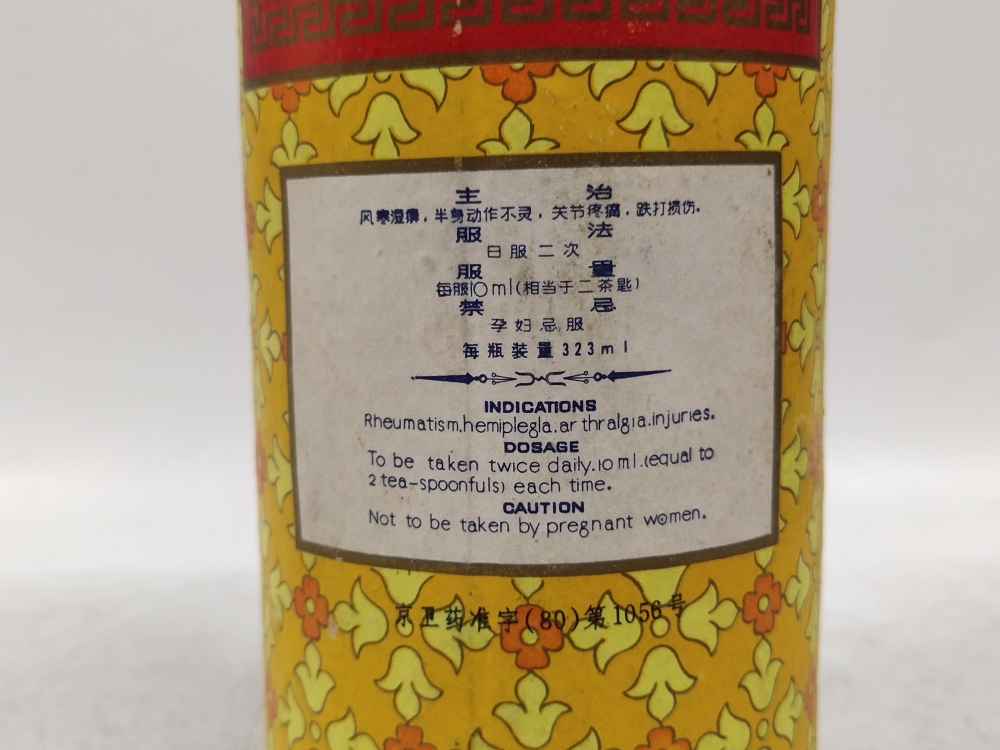 主 治
风寒湿痹，半身动作不灵，关节疼痛，跌打损伤。
服 法
日服二次
服 量
每服10ml(相当于二茶匙)
禁 忌
孕妇忌服
每瓶装量323ml
INDICATIONS
Rheumatism.hemiplegla.ar thralgia.injuries.
DOSAGE
To be taken twice daily.10 ml.(equal to
2 tea-spoonfuls) each time.
CAUTION
Not to be taken by pregnant women.
京卫药准字(80)第1056号